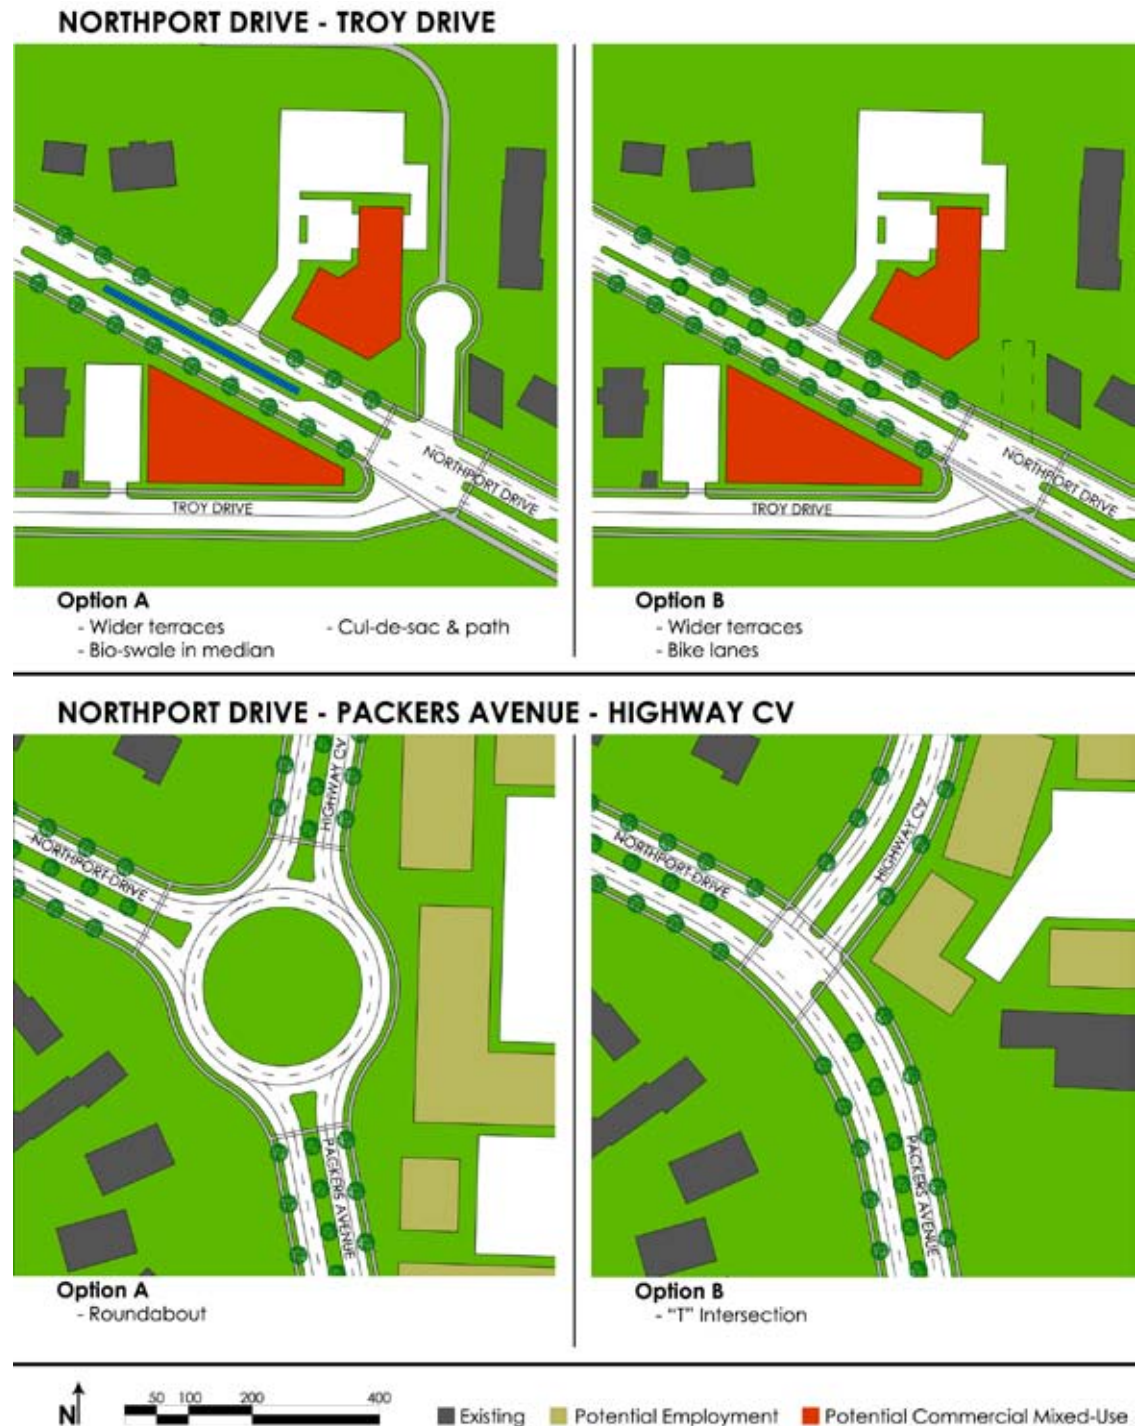 NORTHPORT DRIVE - TROY DRIVE
NORTHPORT DRIVE
TROY DRIVE
NORTHPORT DRIVE
TROY DRIVE
Option A
- Wider terraces
- Bio-swale in median
- Cul-de-sac & path
Option B
- Wider terraces
- Bike lanes
NORTHPORT DRIVE - PACKERS AVENUE - HIGHWAY CV
HIGHWAY CV
NORTHPORT DRIVE
PACKERS AVENUE
HIGHWAY CV
NORTHPORT DRIVE
PACKERS AVENUE
Option A
- Roundabout
Option B
- "T" Intersection
N
50 100 200 400
Existing
Potential Employment
Potential Commercial Mixed-Use